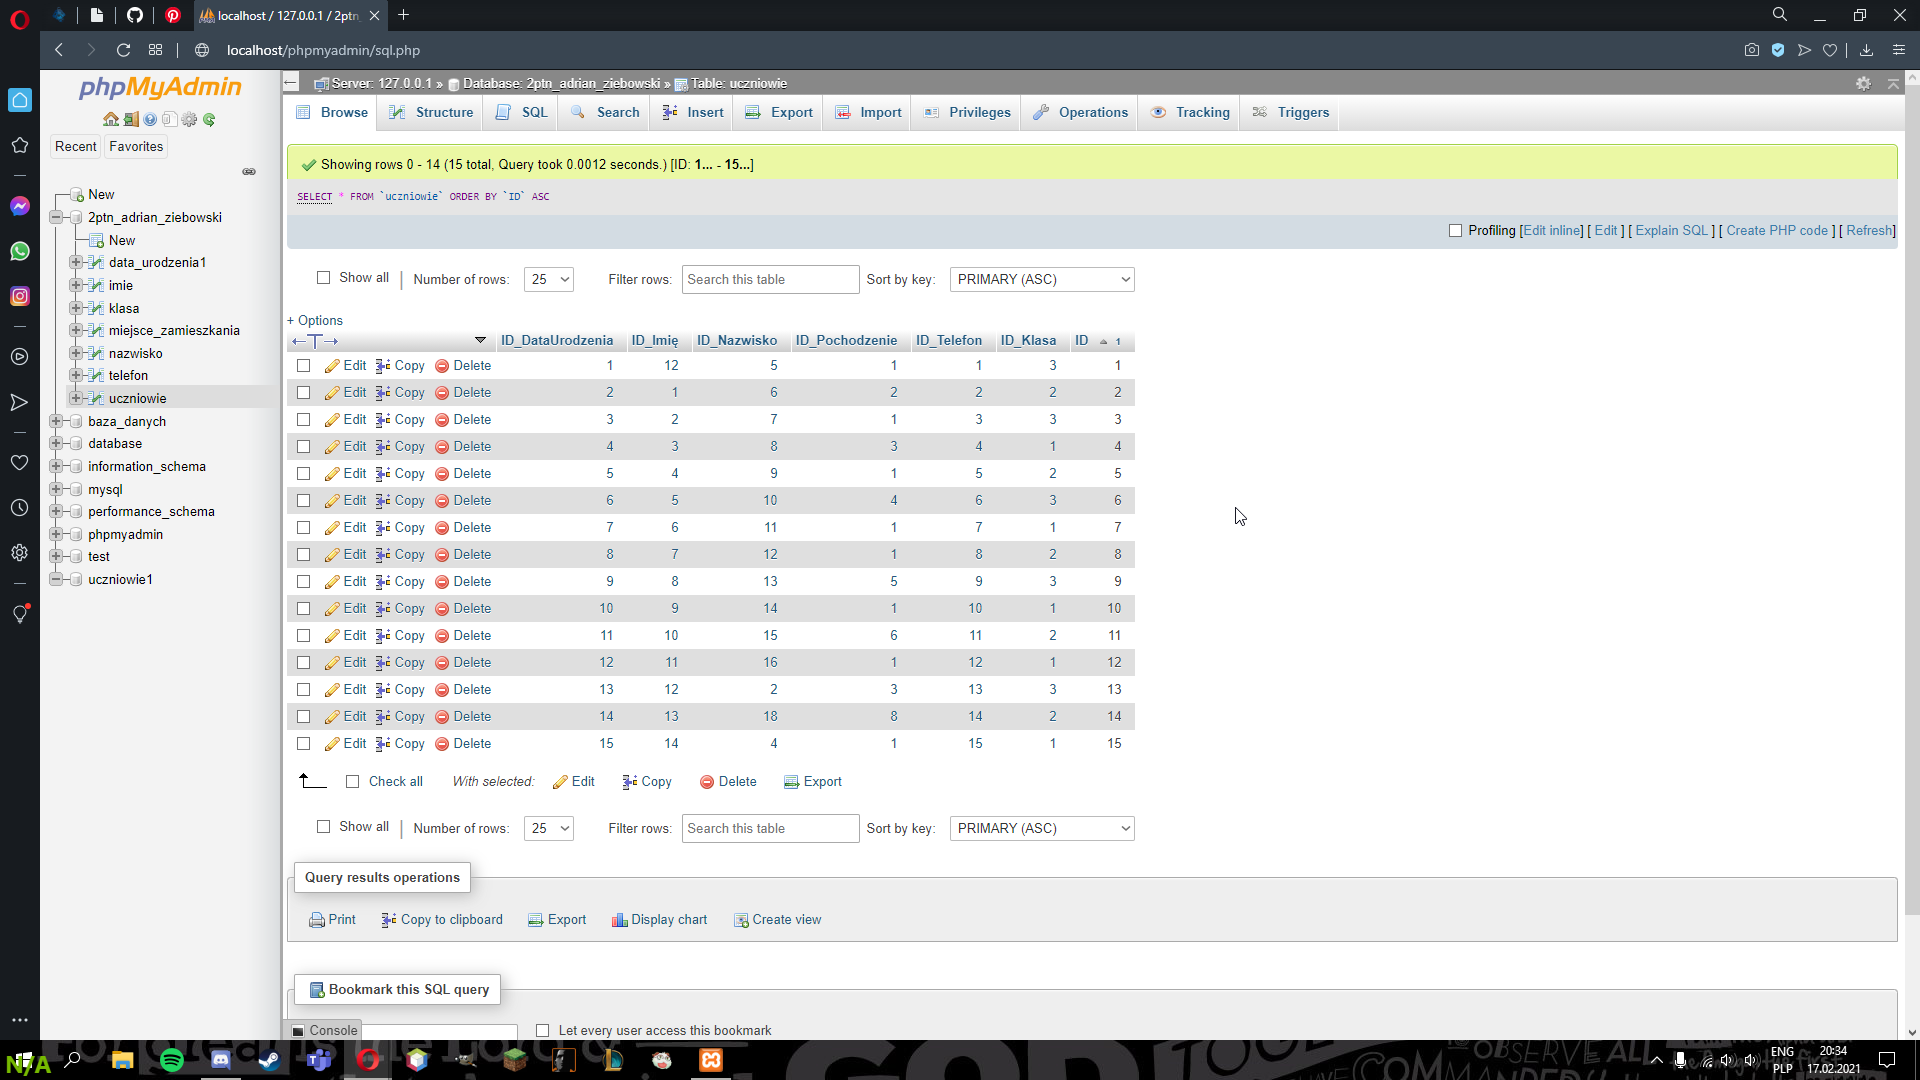 localhost / 127.0.0.1 / 2ptn_
localhost/phpmyadmin/sql.php
phpMyAdmin
Recent Favorites
New
2ptn_adrian_ziebowski
New
data_urodzenia1
imie
klasa
miejsce_zamieszkania
nazwisko
telefon
uczniowie
baza_danych
database
information_schema
mysql
performance_schema
phpmyadmin
test
uczniowie1
Server: 127.0.0.1 » Database: 2ptn_adrian_ziebowski » Table: uczniowie
Browse Structure SQL Search Insert Export Import Privileges Operations Tracking Triggers
Showing rows 0 - 14 (15 total, Query took 0.0012 seconds.) [ID: 1... - 15...]
SELECT * FROM `uczniowie` ORDER BY `ID` ASC
Profiling [Edit inline] [ Edit ] [ Explain SQL ] [ Create PHP code ] [ Refresh]
Show all | Number of rows: 25 Filter rows: Search this table Sort by key: PRIMARY (ASC)
+ Options
←T→ ID_DataUrodzenia ID_Imię ID_Nazwisko ID_Pochodzenie ID_Telefon ID_Klasa ID 1
Edit Copy Delete 1 12 5 1 1 3 1
Edit Copy Delete 2 1 6 2 2 2 2
Edit Copy Delete 3 2 7 1 3 3 3
Edit Copy Delete 4 3 8 3 4 1 4
Edit Copy Delete 5 4 9 1 5 2 5
Edit Copy Delete 6 5 10 4 6 3 6
Edit Copy Delete 7 6 11 1 7 1 7
Edit Copy Delete 8 7 12 1 8 2 8
Edit Copy Delete 9 8 13 5 9 3 9
Edit Copy Delete 10 9 14 1 10 1 10
Edit Copy Delete 11 10 15 6 11 2 11
Edit Copy Delete 12 11 16 1 12 1 12
Edit Copy Delete 13 12 2 3 13 3 13
Edit Copy Delete 14 13 18 8 14 2 14
Edit Copy Delete 15 14 4 1 15 1 15
Check all With selected: Edit Copy Delete Export
Show all | Number of rows: 25 Filter rows: Search this table Sort by key: PRIMARY (ASC)
Query results operations
Print Copy to clipboard Export Display chart Create view
Bookmark this SQL query
Console Let every user access this bookmark
N/A
ENG 20:34
PLP 17.02.2021